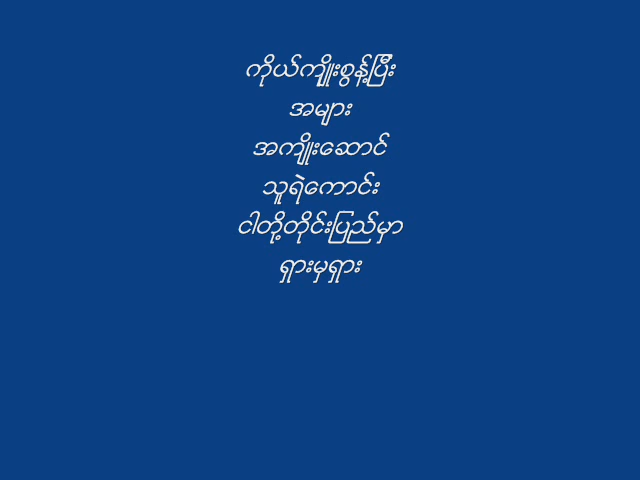 ကိုယ်ကျိုးစွန့်ပြီး
အများ
အကျိုးဆောင်
သူရဲကောင်း
ငါတို့တိုင်းပြည်မှာ
ရှားမှရှား